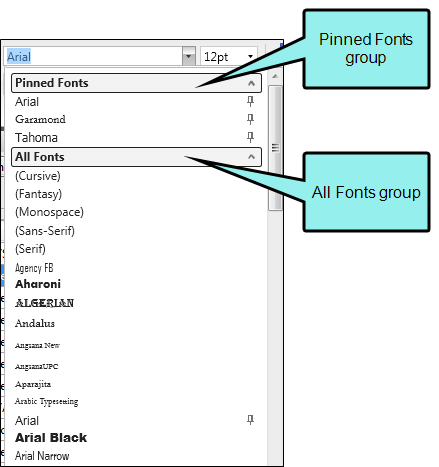 Arial
12pt
Pinned Fonts
Arial
Garamond
Tahoma
All Fonts
(Cursive)
(Fantasy)
(Monospace)
(Sans-Serif)
(Serif)
Agency FB
Aharoni
ALGERIAN
Andalus
Angsana New
AngsanaUPC
Aparajita
Arabic Typesetting
Arial
Arial Black
Arial Narrow
Pinned Fonts
group
All Fonts group